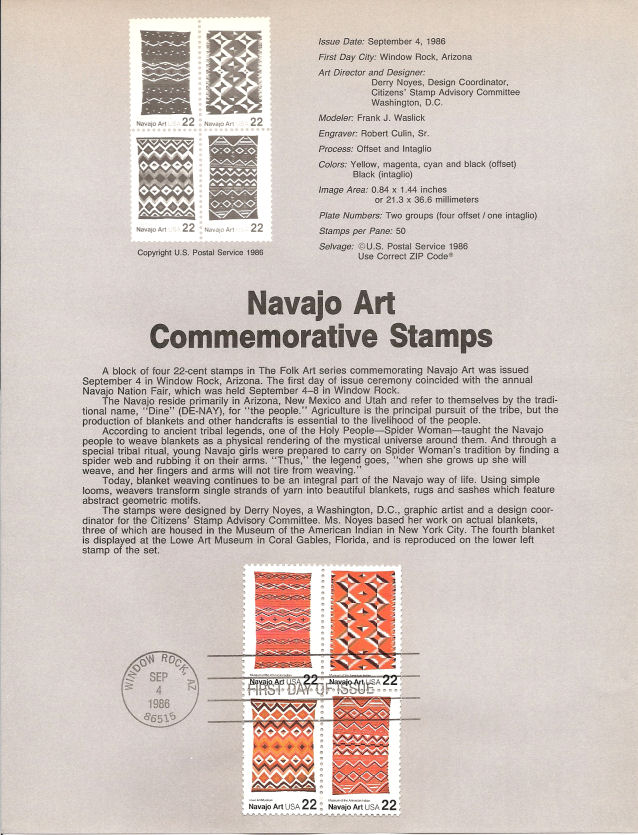 Navajo Art USA 22
Navajo Art USA 22
Navajo Art USA 22
Navajo Art USA 22
Copyright U.S. Postal Service 1986
Issue Date: September 4, 1986
First Day City: Window Rock, Arizona
Art Director and Designer:
Derry Noyes, Design Coordinator,
Citizens' Stamp Advisory Committee
Washington, D.C.
Modeler: Frank J. Waslick
Engraver: Robert Culin, Sr.
Process: Offset and Intaglio
Colors: Yellow, magenta, cyan and black (offset)
Black (intaglio)
Image Area: 0.84 x 1.44 inches
or 21.3 x 36.6 millimeters
Plate Numbers: Two groups (four offset / one intaglio)
Stamps per Pane: 50
Selvage: ©U.S. Postal Service 1986
Use Correct ZIP Code®
Navajo Art
Commemorative Stamps
A block of four 22-cent stamps in The Folk Art series commemorating Navajo Art was issued
September 4 in Window Rock, Arizona. The first day of issue ceremony coincided with the annual
Navajo Nation Fair, which was held September 4–8 in Window Rock.
The Navajo reside primarily in Arizona, New Mexico and Utah and refer to themselves by the tradi-
tional name, "Dine" (DE-NAY), for "the people." Agriculture is the principal pursuit of the tribe, but the
production of blankets and other handcrafts is essential to the livelihood of the people.
According to ancient tribal legends, one of the Holy People—Spider Woman—taught the Navajo
people to weave blankets as a physical rendering of the mystical universe around them. And through a
special tribal ritual, young Navajo girls were prepared to carry on Spider Woman's tradition by finding a
spider web and rubbing it on their arms. "Thus," the legend goes, "when she grows up she will
weave, and her fingers and arms will not tire from weaving."
Today, blanket weaving continues to be an integral part of the Navajo way of life. Using simple
looms, weavers transform single strands of yarn into beautiful blankets, rugs and sashes which feature
abstract geometric motifs.
The stamps were designed by Derry Noyes, a Washington, D.C., graphic artist and a design coor-
dinator for the Citizens' Stamp Advisory Committee. Ms. Noyes based her work on actual blankets,
three of which are housed in the Museum of the American Indian in New York City. The fourth blanket
is displayed at the Lowe Art Museum in Coral Gables, Florida, and is reproduced on the lower left
stamp of the set.
Museum of the American Indian
Navajo Art USA 22
Museum of the American Indian
Navajo Art USA 22
WINDOW ROCK, AZ
SEP
4
1986
86515
FIRST DAY OF ISSUE
Lowe Art Museum
Navajo Art USA 22
Museum of the American Indian
Navajo Art USA 22